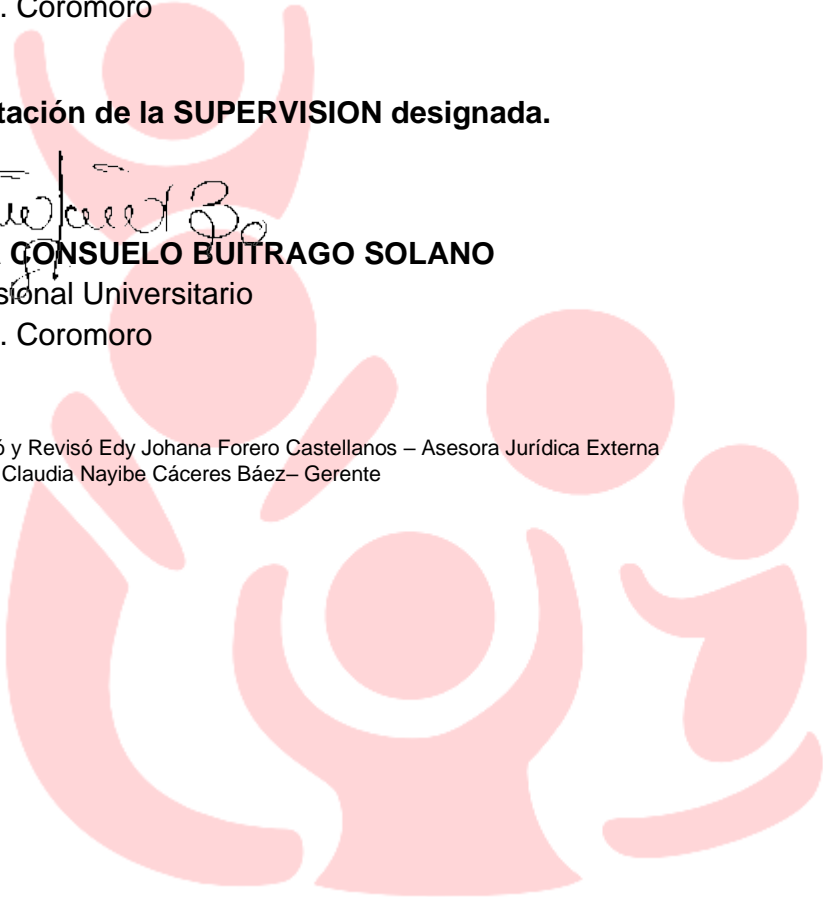 . Coromoro
tación de la SUPERVISION designada.
CONSUELO BUITRAGO SOLANO
sional Universitario
. Coromoro
ó y Revisó Edy Johana Forero Castellanos – Asesora Jurídica Externa
Claudia Nayibe Cáceres Báez– Gerente